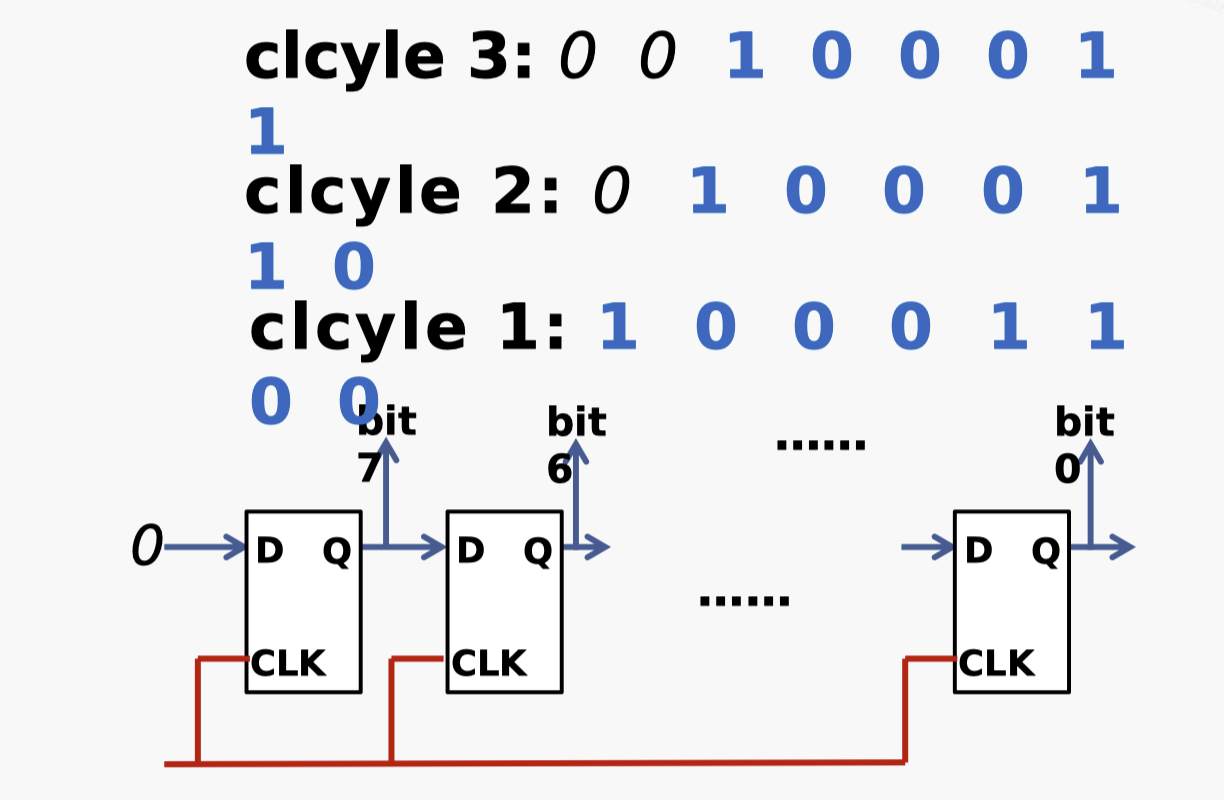 clcyle 3: 0 0 1 0 0 0 1
1
clcyle 2: 0 1 0 0 0 1
1 0
clcyle 1: 1 0 0 0 1 1
0 0
bit
7
bit
6
......
bit
0
0
D Q
CLK
D Q
CLK
......
D Q
CLK